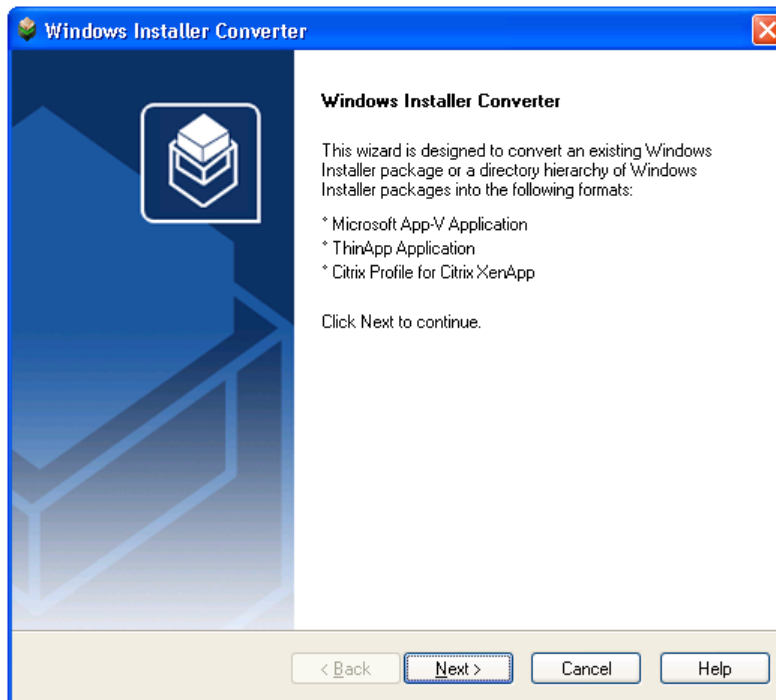 Windows Installer Converter
Windows Installer Converter
This wizard is designed to convert an existing Windows
Installer package or a directory hierarchy of Windows
Installer packages into the following formats:
* Microsoft App-V Application
* ThinApp Application
* Citrix Profile for Citrix XenApp
Click Next to continue.
< Back Next > Cancel Help